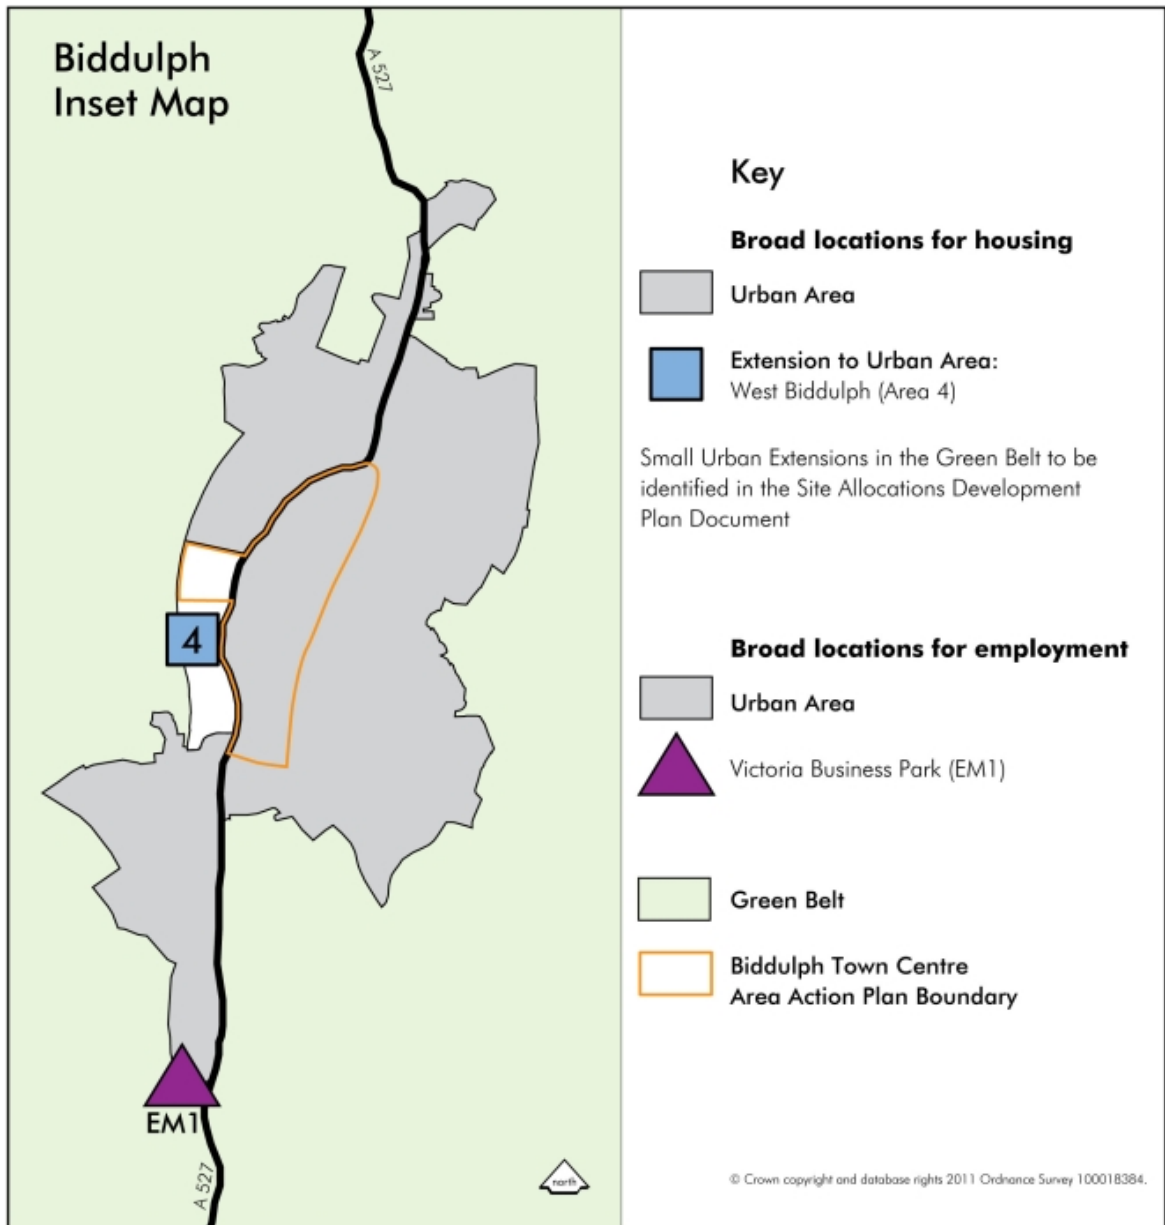 Biddulph
Inset Map
A 527
4
EM1
A 527
north
Key
Broad locations for housing
Urban Area
Extension to Urban Area:
West Biddulph (Area 4)
Small Urban Extensions in the Green Belt to be
identified in the Site Allocations Development
Plan Document
Broad locations for employment
Urban Area
Victoria Business Park (EM1)
Green Belt
Biddulph Town Centre
Area Action Plan Boundary
© Crown copyright and database rights 2011 Ordnance Survey 100018384.